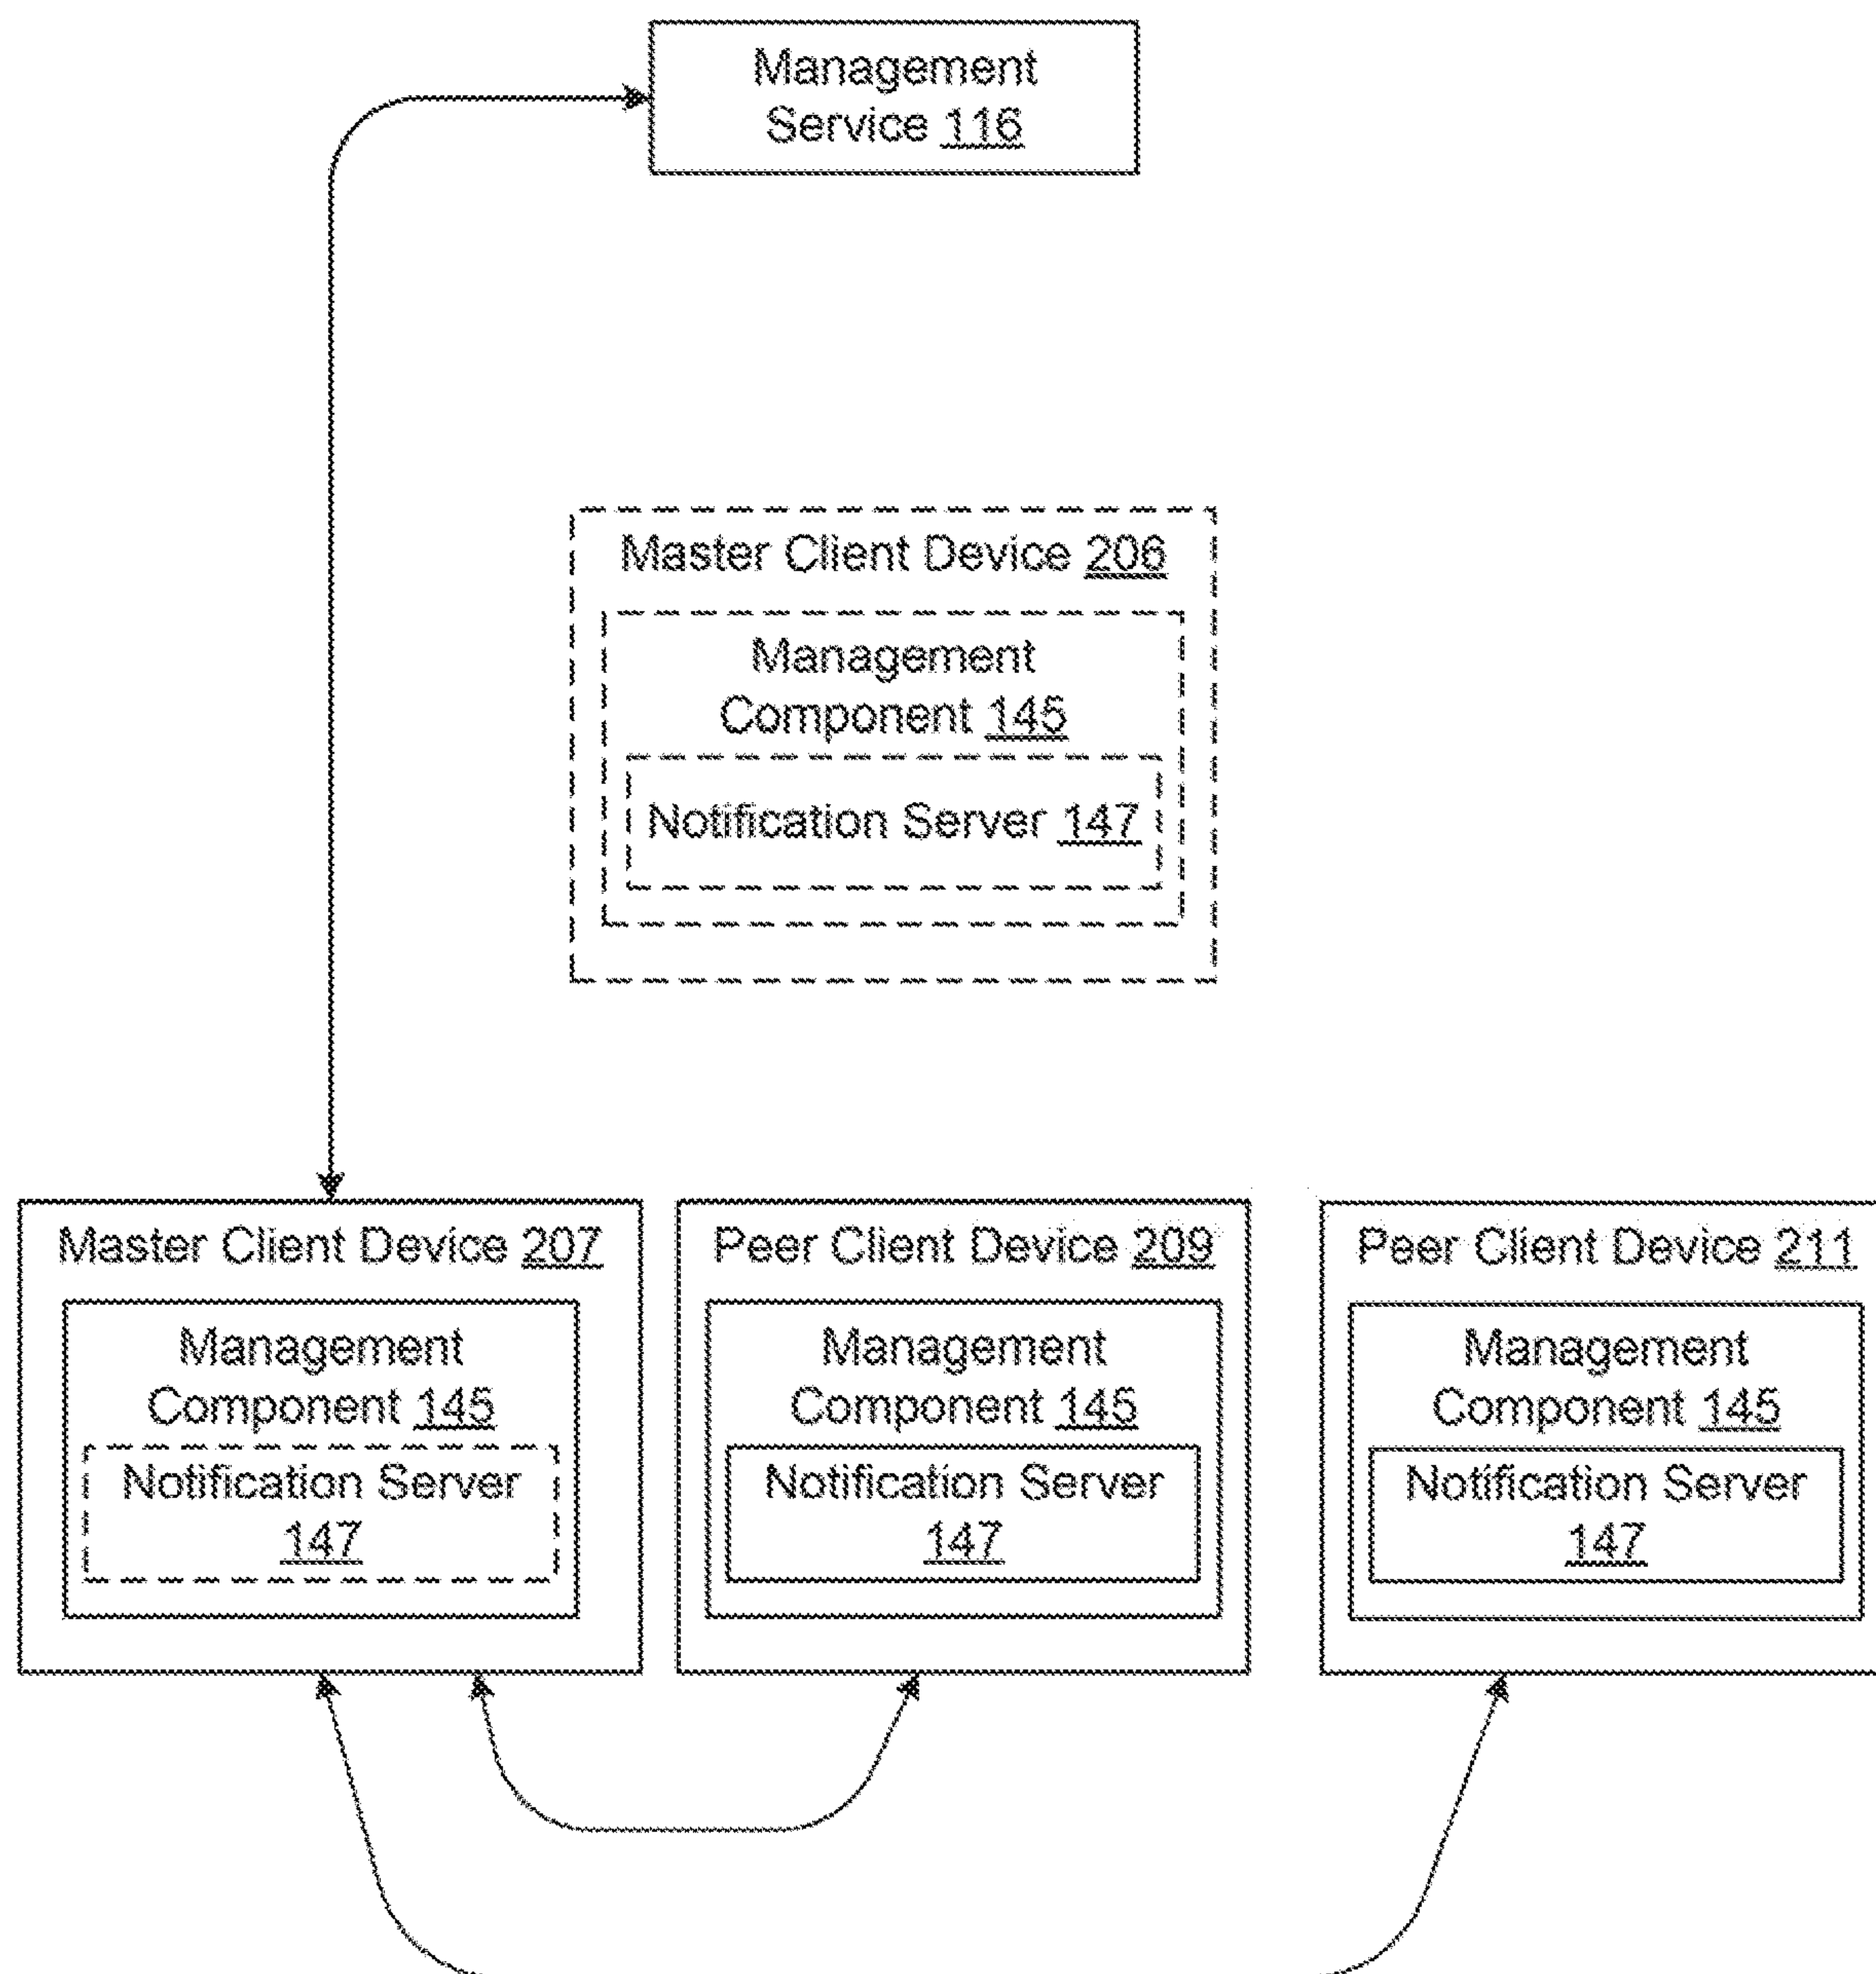 Management
Service 116
Master Client Device 206
Management
Component 145
Notification Server 147
Master Client Device 207
Management
Component 145
Notification Server
147
Peer Client Device 209
Management
Component 145
Notification Server
147
Peer Client Device 211
Management
Component 145
Notification Server
147